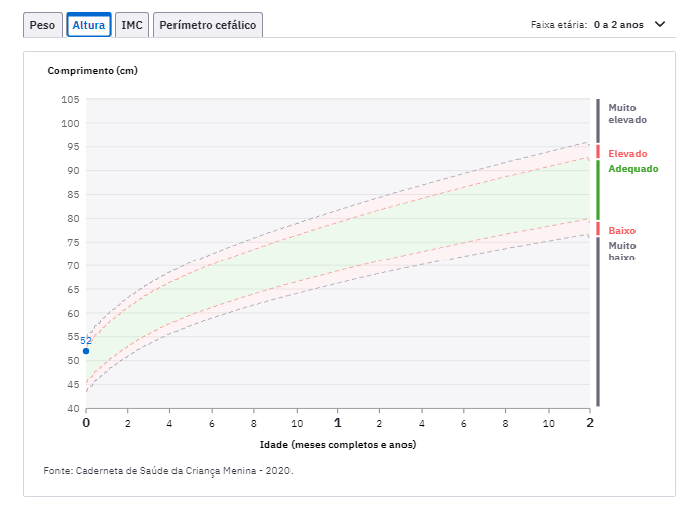 Peso Altura IMC Perímetro cefálico Faixa etária: 0 a 2 anos
Comprimento (cm)
105
100
95
90
85
80
75
70
65
60
55
50
45
40
52
Muito
elevado
Elevado
Adequado
Baixo
Muito
baixo
0 2 4 6 8 10 1 2 4 6 8 10 2
Idade (meses completos e anos)
Fonte: Caderneta de Saúde da Criança Menina - 2020.